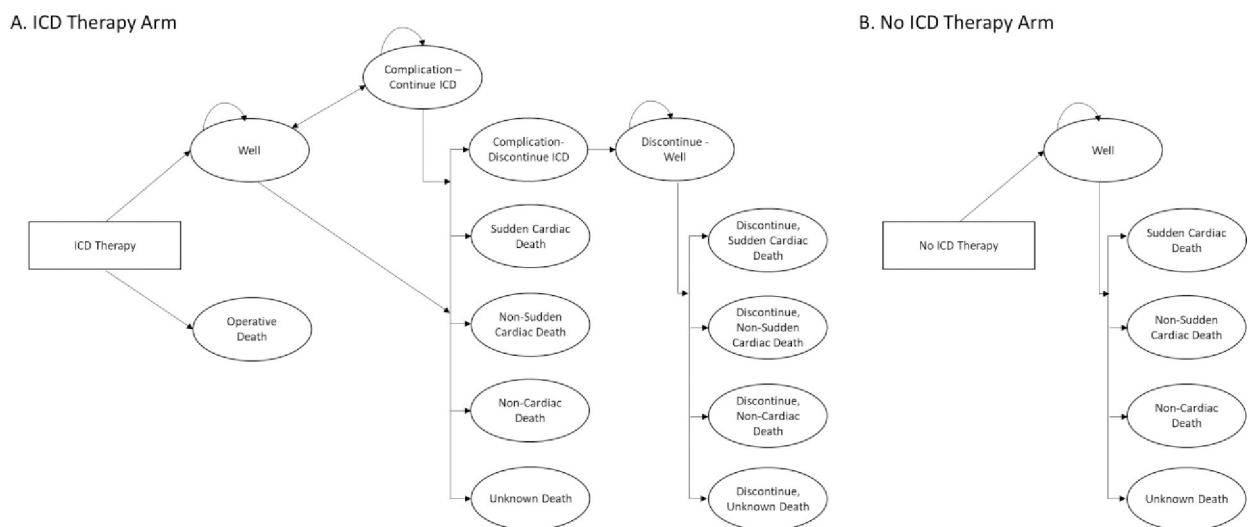 A. ICD Therapy Arm
B. No ICD Therapy Arm
Complication –
Continue ICD
Well
Complication-
Discontinue ICD
Discontinue -
Well
ICD Therapy
Operative
Death
Sudden Cardiac
Death
Non-Sudden
Cardiac Death
Non-Cardiac
Death
Unknown Death
Discontinue,
Sudden Cardiac
Death
Discontinue,
Non-Sudden
Cardiac Death
Discontinue,
Non-Cardiac
Death
Discontinue,
Unknown Death
Well
No ICD Therapy
Sudden Cardiac
Death
Non-Sudden
Cardiac Death
Non-Cardiac
Death
Unknown Death